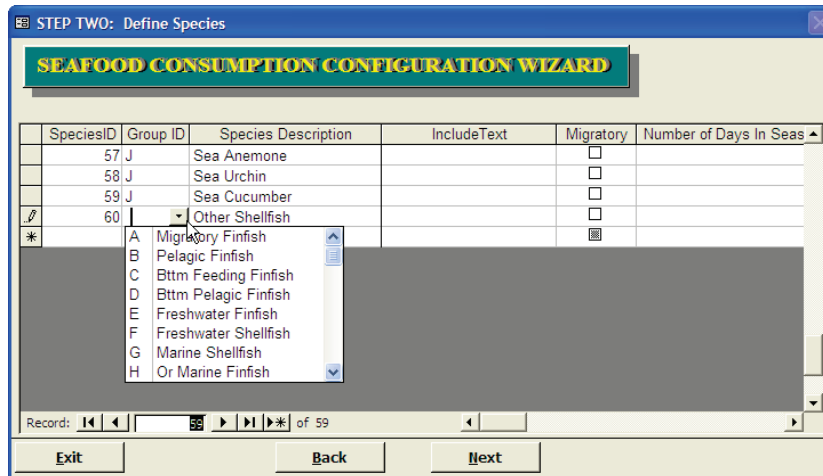 STEP TWO: Define Species
SEAFOOD CONSUMPTION CONFIGURATION WIZARD
SpeciesID Group ID Species Description IncludeText Migratory Number of Days In Seas
57 J Sea Anemone
58 J Sea Urchin
59 J Sea Cucumber
60 Other Shellfish
A Migratory Finfish
B Pelagic Finfish
C Bttm Feeding Finfish
D Bttm Pelagic Finfish
E Freshwater Finfish
F Freshwater Shellfish
G Marine Shellfish
H Or Marine Finfish
Record: 59 of 59
Exit Back Next